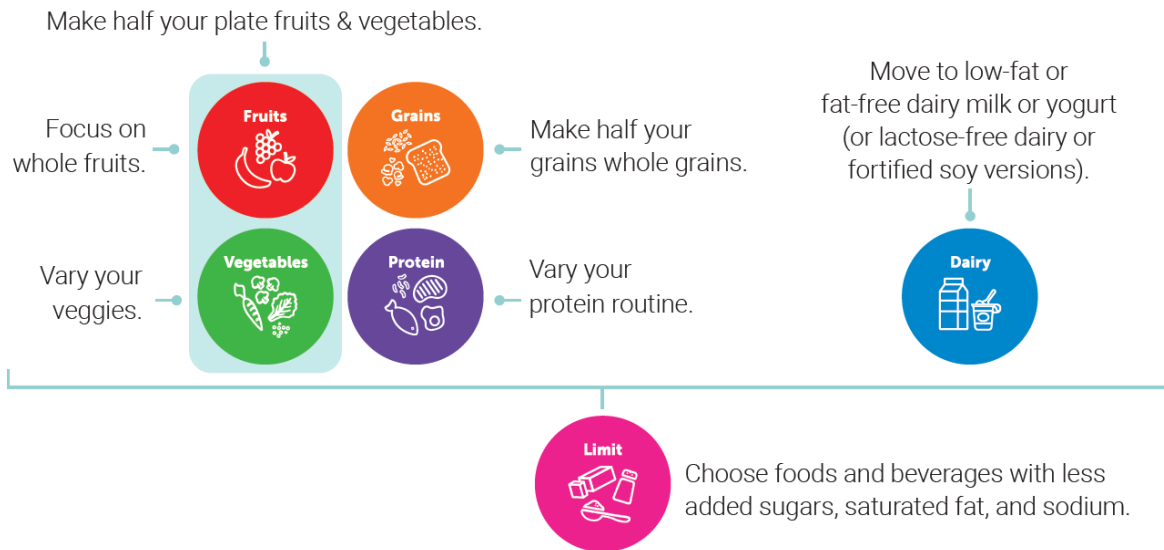 Make half your plate fruits & vegetables.
Focus on
whole fruits.
Fruits
Grains
Make half your
grains whole grains.
Move to low-fat or
fat-free dairy milk or yogurt
(or lactose-free dairy or
fortified soy versions).
Vary your
veggies.
Vegetables
Protein
Vary your
protein routine.
Dairy
Limit
Choose foods and beverages with less
added sugars, saturated fat, and sodium.